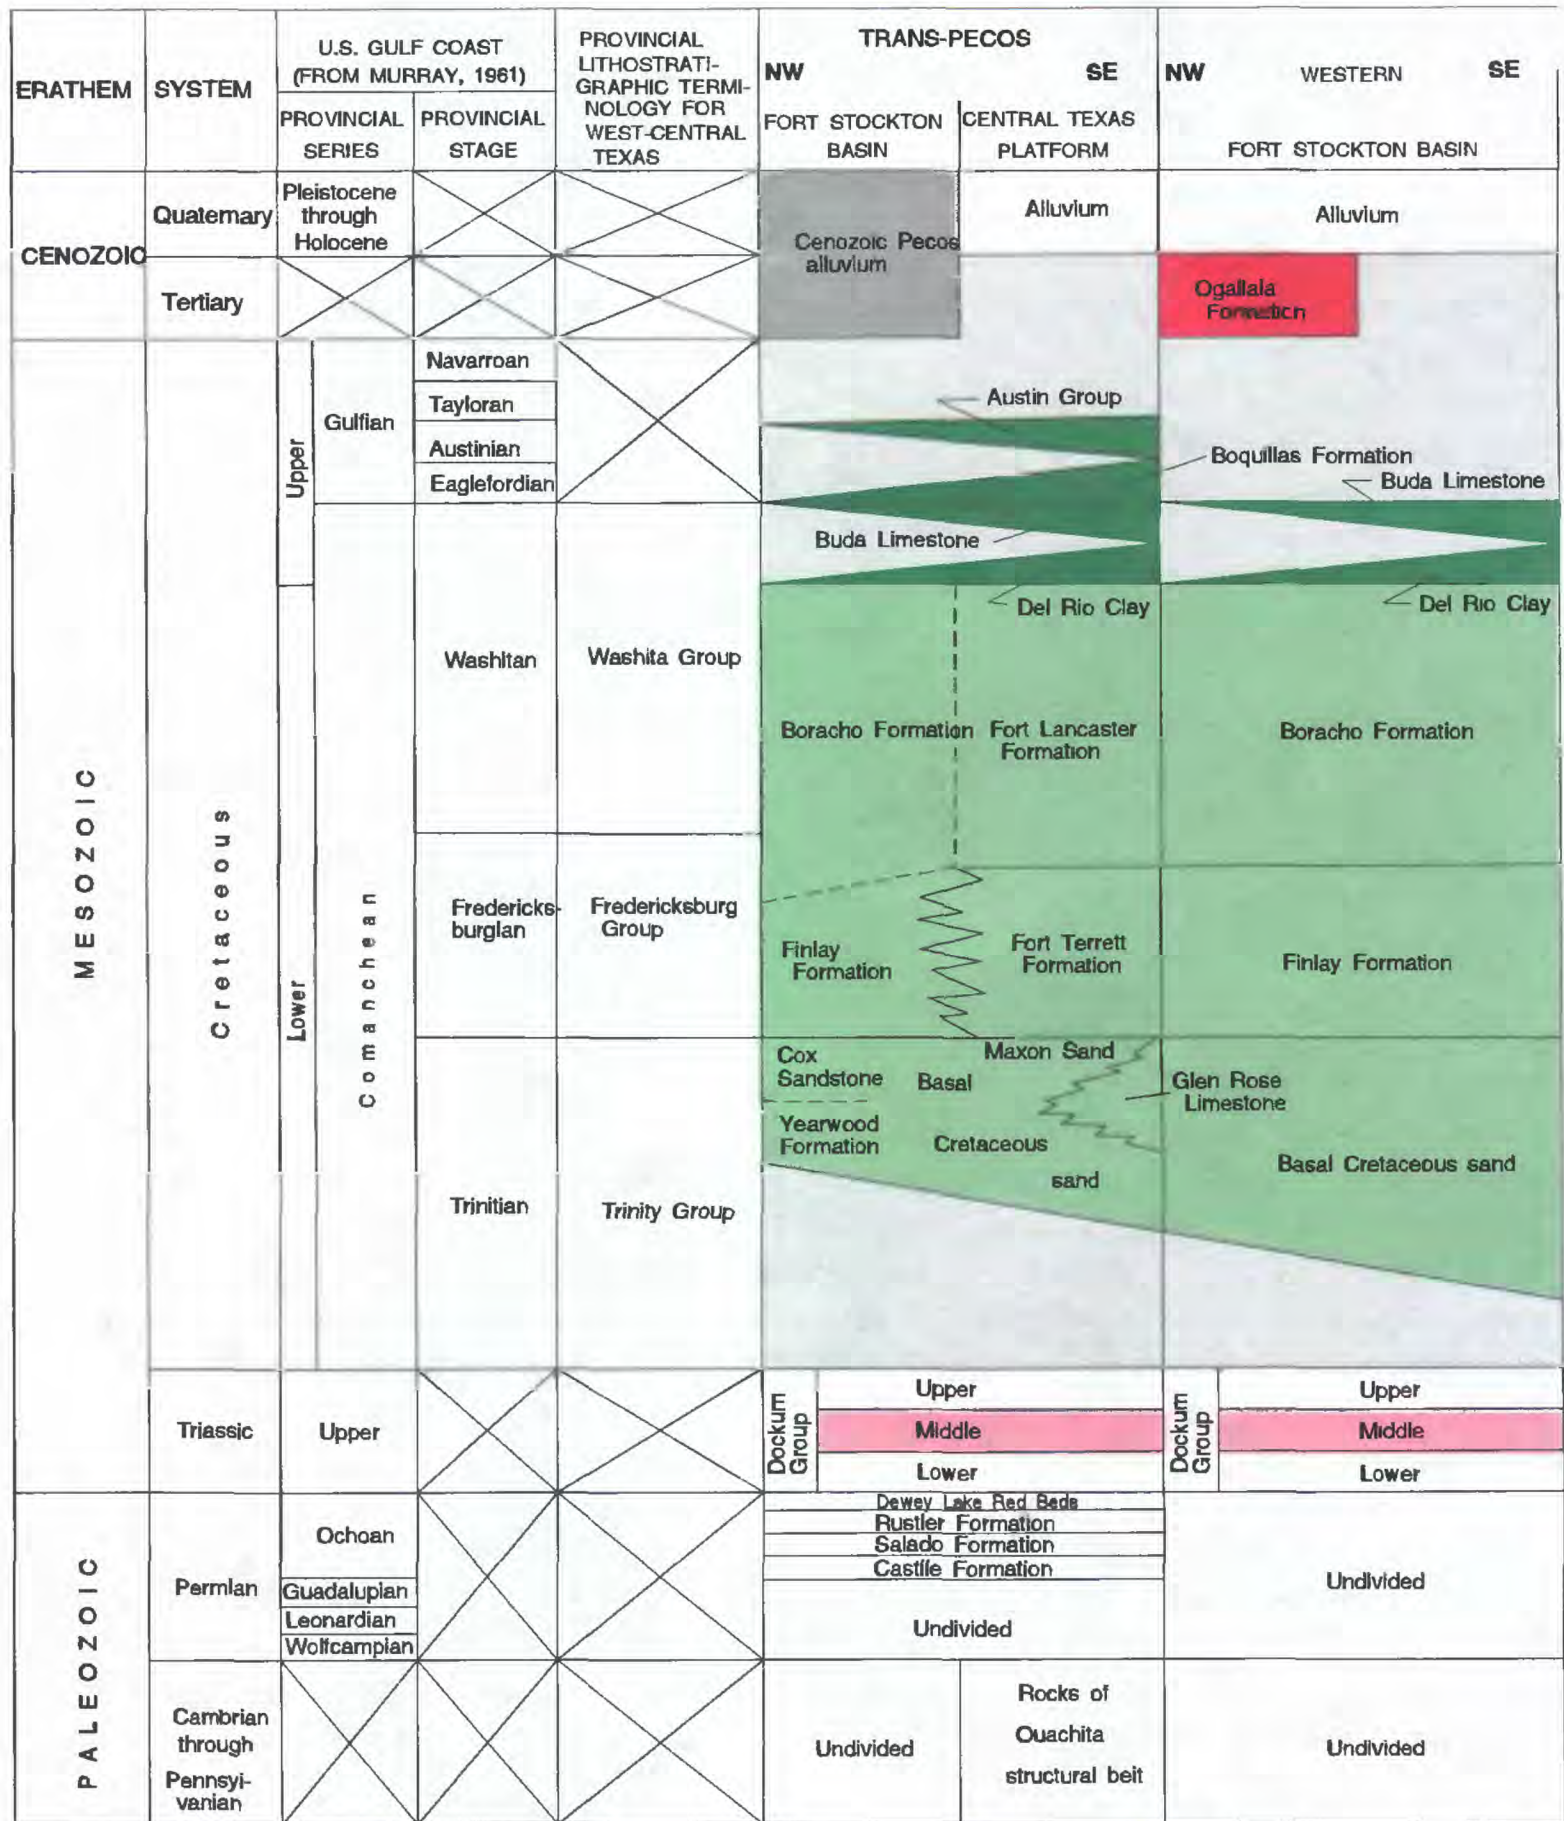 ERATHEM
SYSTEM
U.S. GULF COAST
(FROM MURRAY, 1961)
PROVINCIAL
SERIES
PROVINCIAL
STAGE
PROVINCIAL
LITHOSTRATI-
GRAPHIC TERMI-
NOLOGY FOR
WEST-CENTRAL
TEXAS
TRANS-PECOS
NW
SE
FORT STOCKTON
BASIN
CENTRAL TEXAS
PLATFORM
NW
WESTERN
SE
FORT STOCKTON BASIN
CENOZOIC
Quaternary
Pleistocene
through
Holocene
Cenozoic Pecos
alluvium
Alluvium
Alluvium
Tertiary
Ogallala
Formation
MESOZOIC
Cretaceous
Upper
Gulfian
Navarroan
Tayloran
Austinian
Eaglefordian
Austin Group
Boquillas Formation
Buda Limestone
Buda Limestone
Del Rio Clay
Del Rio Clay
Lower
Comanchean
Washitan
Washita Group
Boracho Formation
Fort Lancaster
Formation
Boracho Formation
Fredericks-
burgian
Fredericksburg
Group
Finlay
Formation
Fort Terrett
Formation
Finlay Formation
Trinitian
Trinity Group
Cox
Sandstone
Yearwood
Formation
Basal
Cretaceous
sand
Maxon Sand
Glen Rose
Limestone
Basal Cretaceous sand
Triassic
Upper
Dockum
Group
Upper
Middle
Lower
Dockum
Group
Upper
Middle
Lower
PALEOZOIC
Permian
Ochoan
Guadalupian
Leonardian
Wolfcampian
Dewey Lake Red Beds
Rustler Formation
Salado Formation
Castile Formation
Undivided
Undivided
Cambrian
through
Pennsyl-
vanian
Undivided
Rocks of
Ouachita
structural belt
Undivided